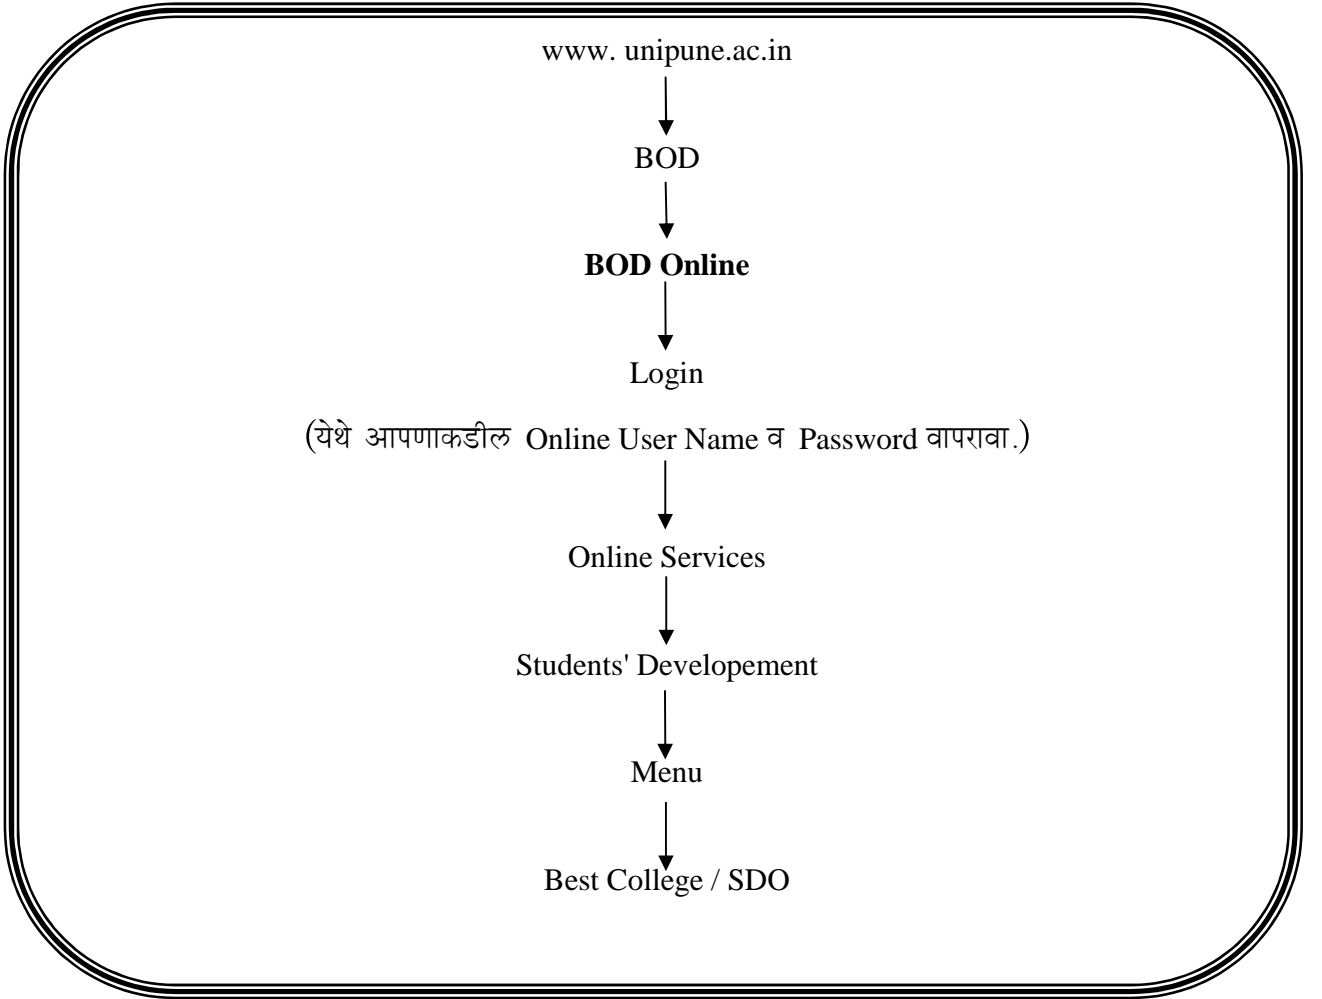 www. unipune.ac.in
BOD
BOD Online
Login
(येथे आपणाकडील Online User Name व Password वापरावा.)
Online Services
Students' Developement
Menu
Best College / SDO